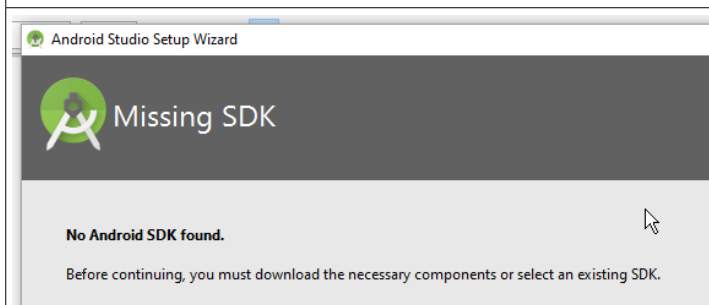 Android Studio Setup Wizard
Missing SDK
No Android SDK found.
Before continuing, you must download the necessary components or select an existing SDK.